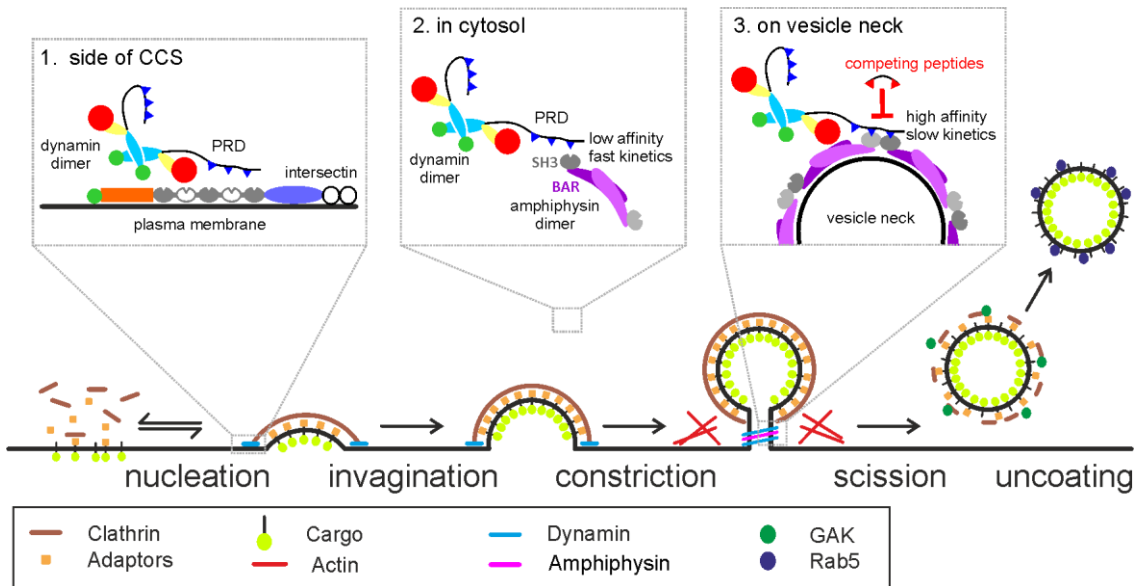 1. side of CCS
dynamin
dimer
PRD
intersectin
plasma membrane
2. in cytosol
dynamin
dimer
PRD
low affinity
fast kinetics
SH3
BAR
amphiphysin
dimer
3. on vesicle neck
competing peptides
high affinity
slow kinetics
vesicle neck
nucleation
invagination
constriction
scission
uncoating
Clathrin
Adaptors
Cargo
Actin
Dynamin
Amphiphysin
GAK
Rab5